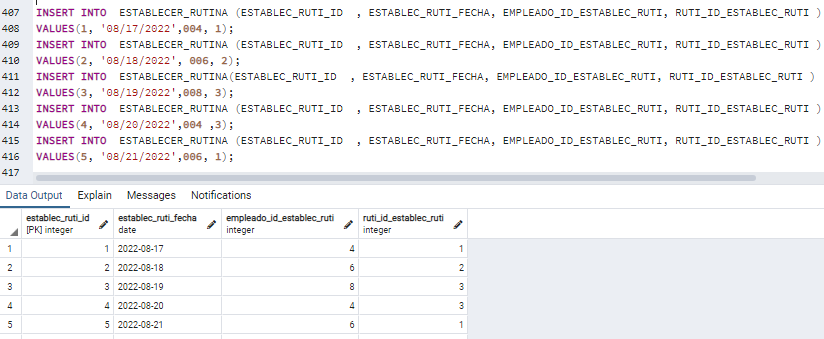 407 INSERT INTO  ESTABLECER_RUTINA (ESTABLEC_RUTI_ID  , ESTABLEC_RUTI_FECHA, EMPLEADO_ID_ESTABLEC_RUTI, RUTI_ID_ESTABLEC_RUTI )
408 VALUES(1, '08/17/2022',004, 1);
409 INSERT INTO  ESTABLECER_RUTINA (ESTABLEC_RUTI_ID  , ESTABLEC_RUTI_FECHA, EMPLEADO_ID_ESTABLEC_RUTI, RUTI_ID_ESTABLEC_RUTI )
410 VALUES(2, '08/18/2022', 006, 2);
411 INSERT INTO  ESTABLECER_RUTINA(ESTABLEC_RUTI_ID  , ESTABLEC_RUTI_FECHA, EMPLEADO_ID_ESTABLEC_RUTI, RUTI_ID_ESTABLEC_RUTI )
412 VALUES(3, '08/19/2022',008, 3);
413 INSERT INTO  ESTABLECER_RUTINA (ESTABLEC_RUTI_ID  , ESTABLEC_RUTI_FECHA, EMPLEADO_ID_ESTABLEC_RUTI, RUTI_ID_ESTABLEC_RUTI )
414 VALUES(4, '08/20/2022',004 ,3);
415 INSERT INTO  ESTABLECER_RUTINA (ESTABLEC_RUTI_ID  , ESTABLEC_RUTI_FECHA, EMPLEADO_ID_ESTABLEC_RUTI, RUTI_ID_ESTABLEC_RUTI )
416 VALUES(5, '08/21/2022',006, 1);
417
Data Output Explain Messages Notifications
establec_ruti_id establec_ruti_fecha empleado_id_establec_ruti ruti_id_establec_ruti
[PK] integer date integer integer
1 1 2022-08-17 4 1
2 2 2022-08-18 6 2
3 3 2022-08-19 8 3
4 4 2022-08-20 4 3
5 5 2022-08-21 6 1